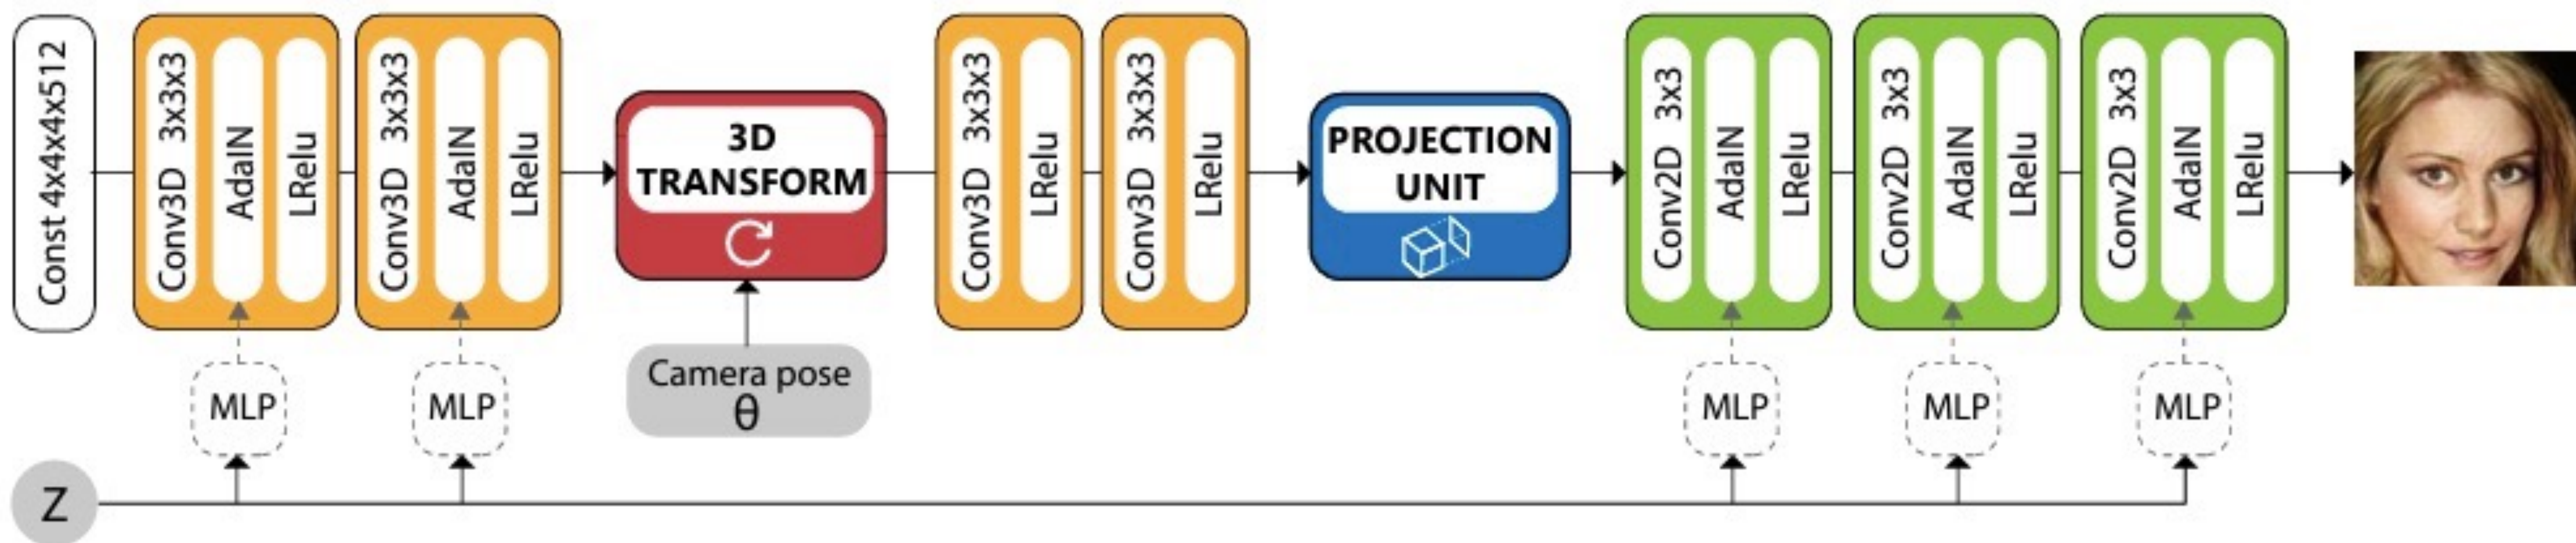 Const 4x4x4x512
Conv3D 3x3x3
AdaIN
LRelu
Conv3D 3x3x3
AdaIN
LRelu
3D
TRANSFORM
Camera pose
θ
Conv3D 3x3x3
LRelu
Conv3D 3x3x3
LRelu
PROJECTION
UNIT
Conv2D 3x3
AdaIN
LRelu
Conv2D 3x3
AdaIN
LRelu
Conv2D 3x3
AdaIN
LRelu
MLP
MLP
MLP
MLP
MLP
Z